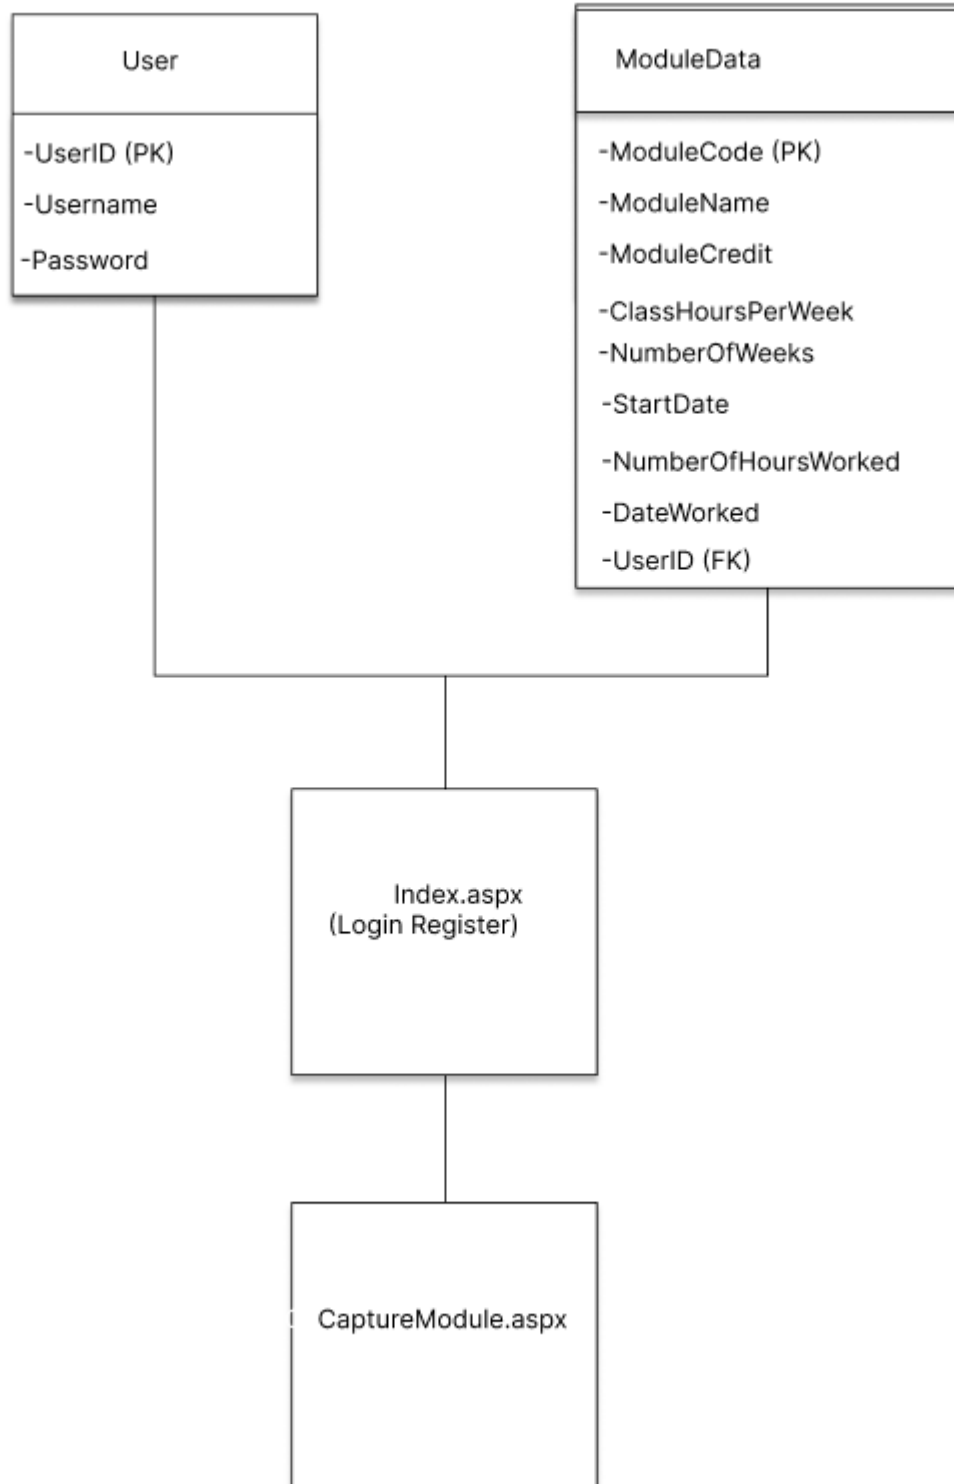 User
-UserID (PK)
-Username
-Password
ModuleData
-ModuleCode (PK)
-ModuleName
-ModuleCredit
-ClassHoursPerWeek
-NumberOfWeeks
-StartDate
-NumberOfHoursWorked
-DateWorked
-UserID (FK)
Index.aspx
(Login Register)
CaptureModule.aspx